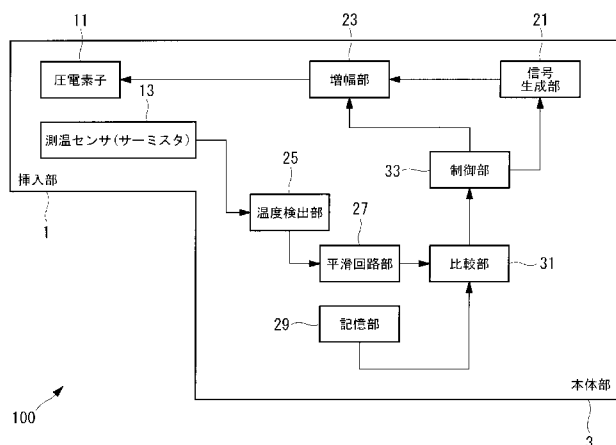 11
23
21
圧電素子
増幅部
信号
生成部
13
測温センサ(サーミスタ)
25
33
制御部
挿入部
1
温度検出部
27
平滑回路部
比較部
31
29
記憶部
本体部
100
3